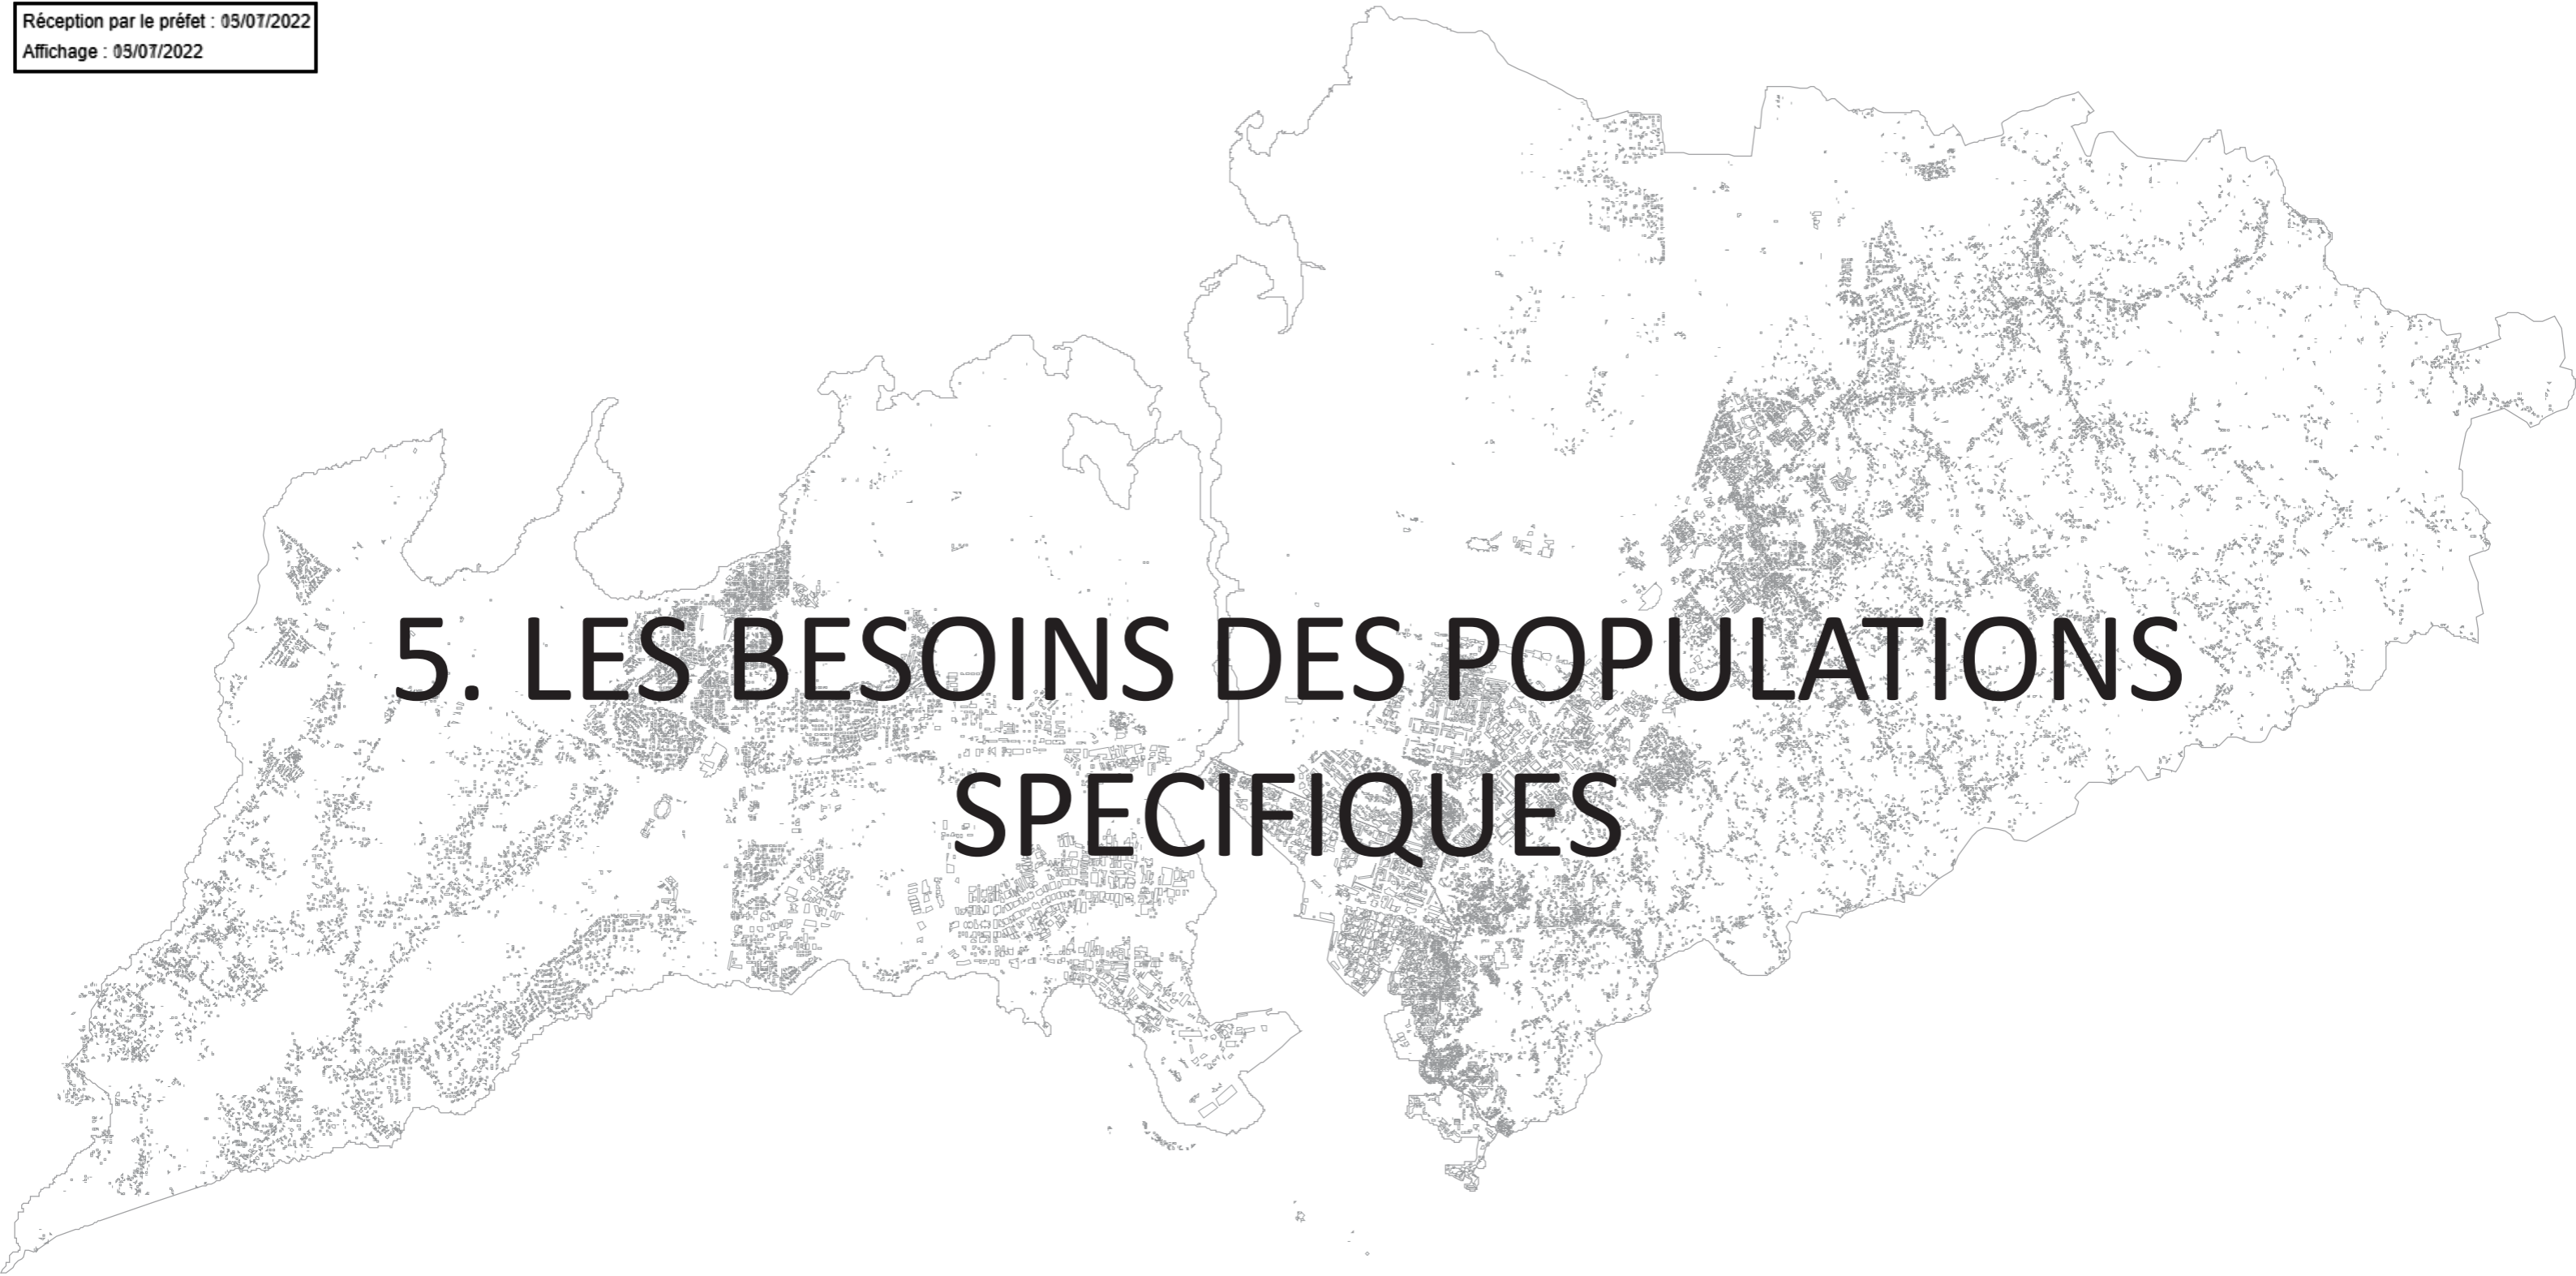 Réception par le préfet : 05/07/2022
Affichage : 05/07/2022
5. LES BESOINS DES POPULATIONS
SPECIFIQUES